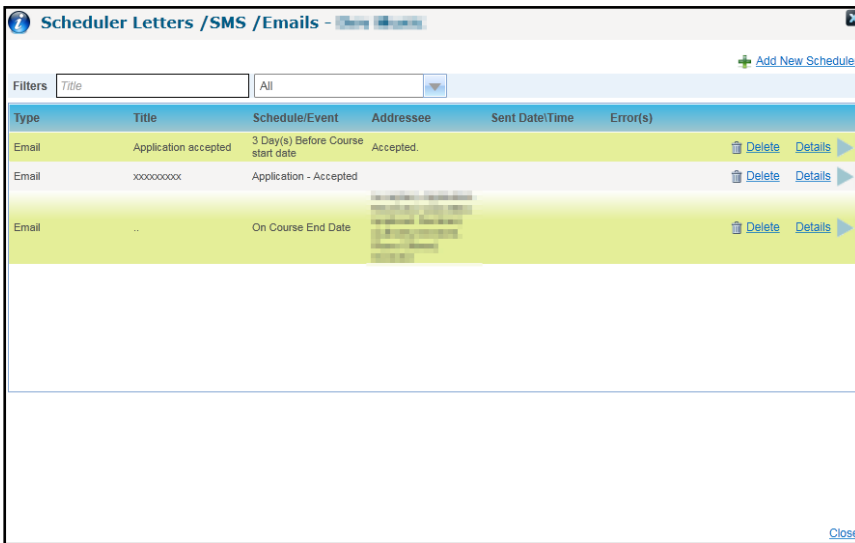 Scheduler Letters /SMS /Emails -
Add New Scheduler
Filters Title All
Type Title Schedule/Event Addressee Sent Date\Time Error(s)
Email Application accepted 3 Day(s) Before Course start date Accepted. Delete Details
Email xxxxxxxxx Application - Accepted Delete Details
Email .. On Course End Date Delete Details
Close